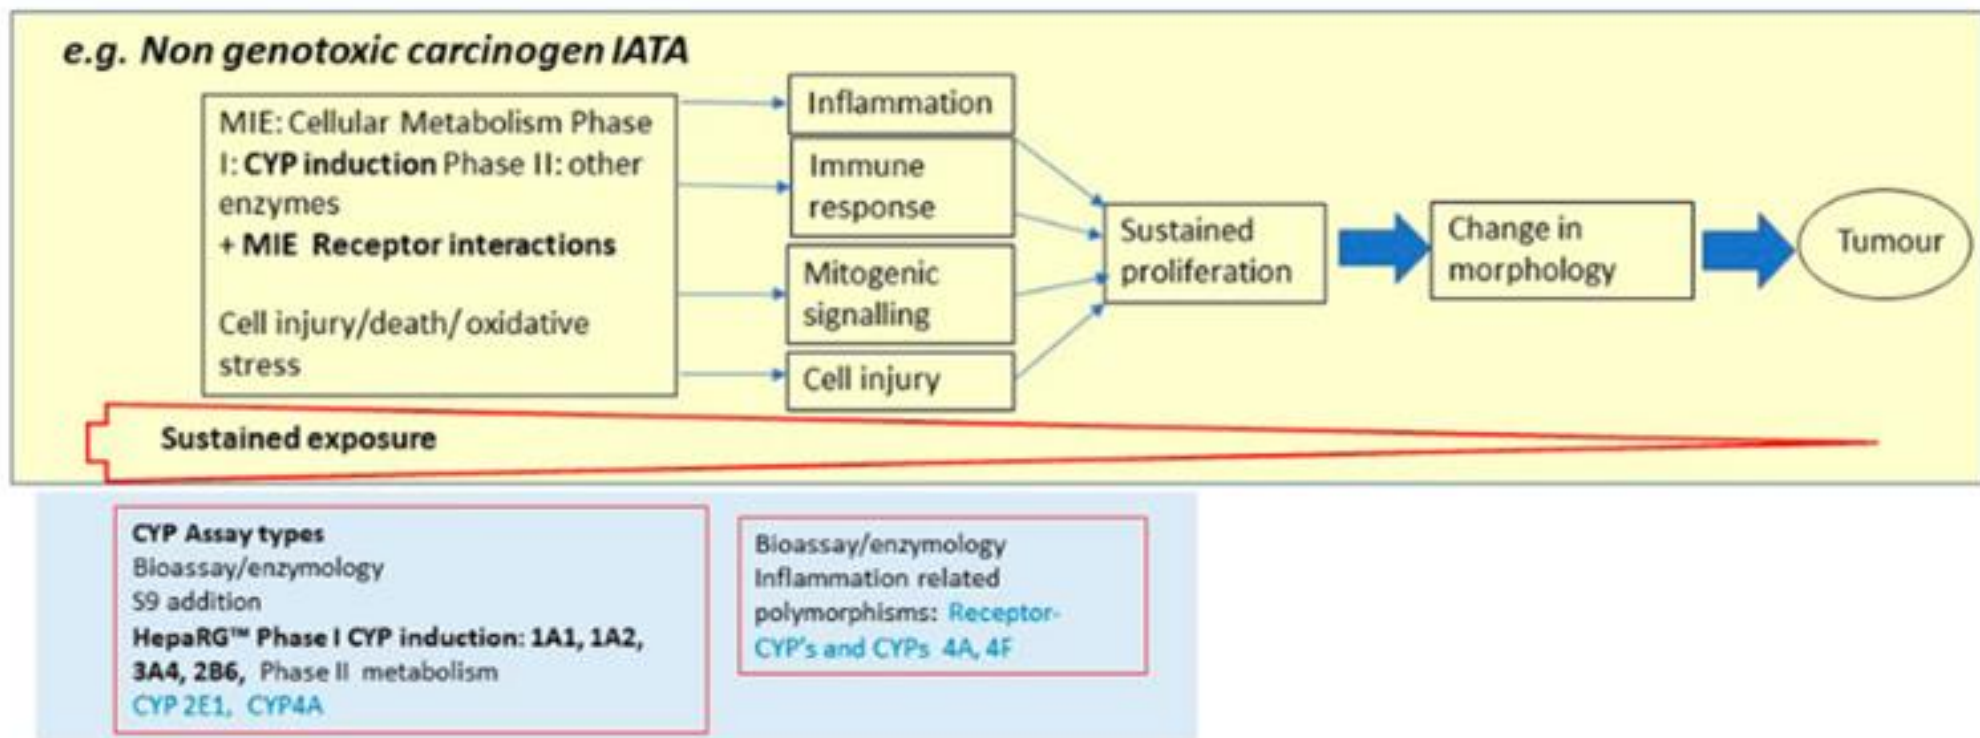 e.g. Non genotoxic carcinogen IATA
MIE: Cellular Metabolism Phase
I: CYP induction Phase II: other
enzymes
+ MIE Receptor interactions
Cell injury/death/ oxidative
stress
Inflammation
Immune
response
Mitogenic
signalling
Cell injury
Sustained
proliferation
Change in
morphology
Tumour
Sustained exposure
CYP Assay types
Bioassay/enzymology
S9 addition
HepaRG™ Phase I CYP induction: 1A1, 1A2,
3A4, 2B6, Phase II metabolism
CYP 2E1, CYP4A
Bioassay/enzymology
Inflammation related
polymorphisms: Receptor-
CYP's and CYPs 4A, 4F